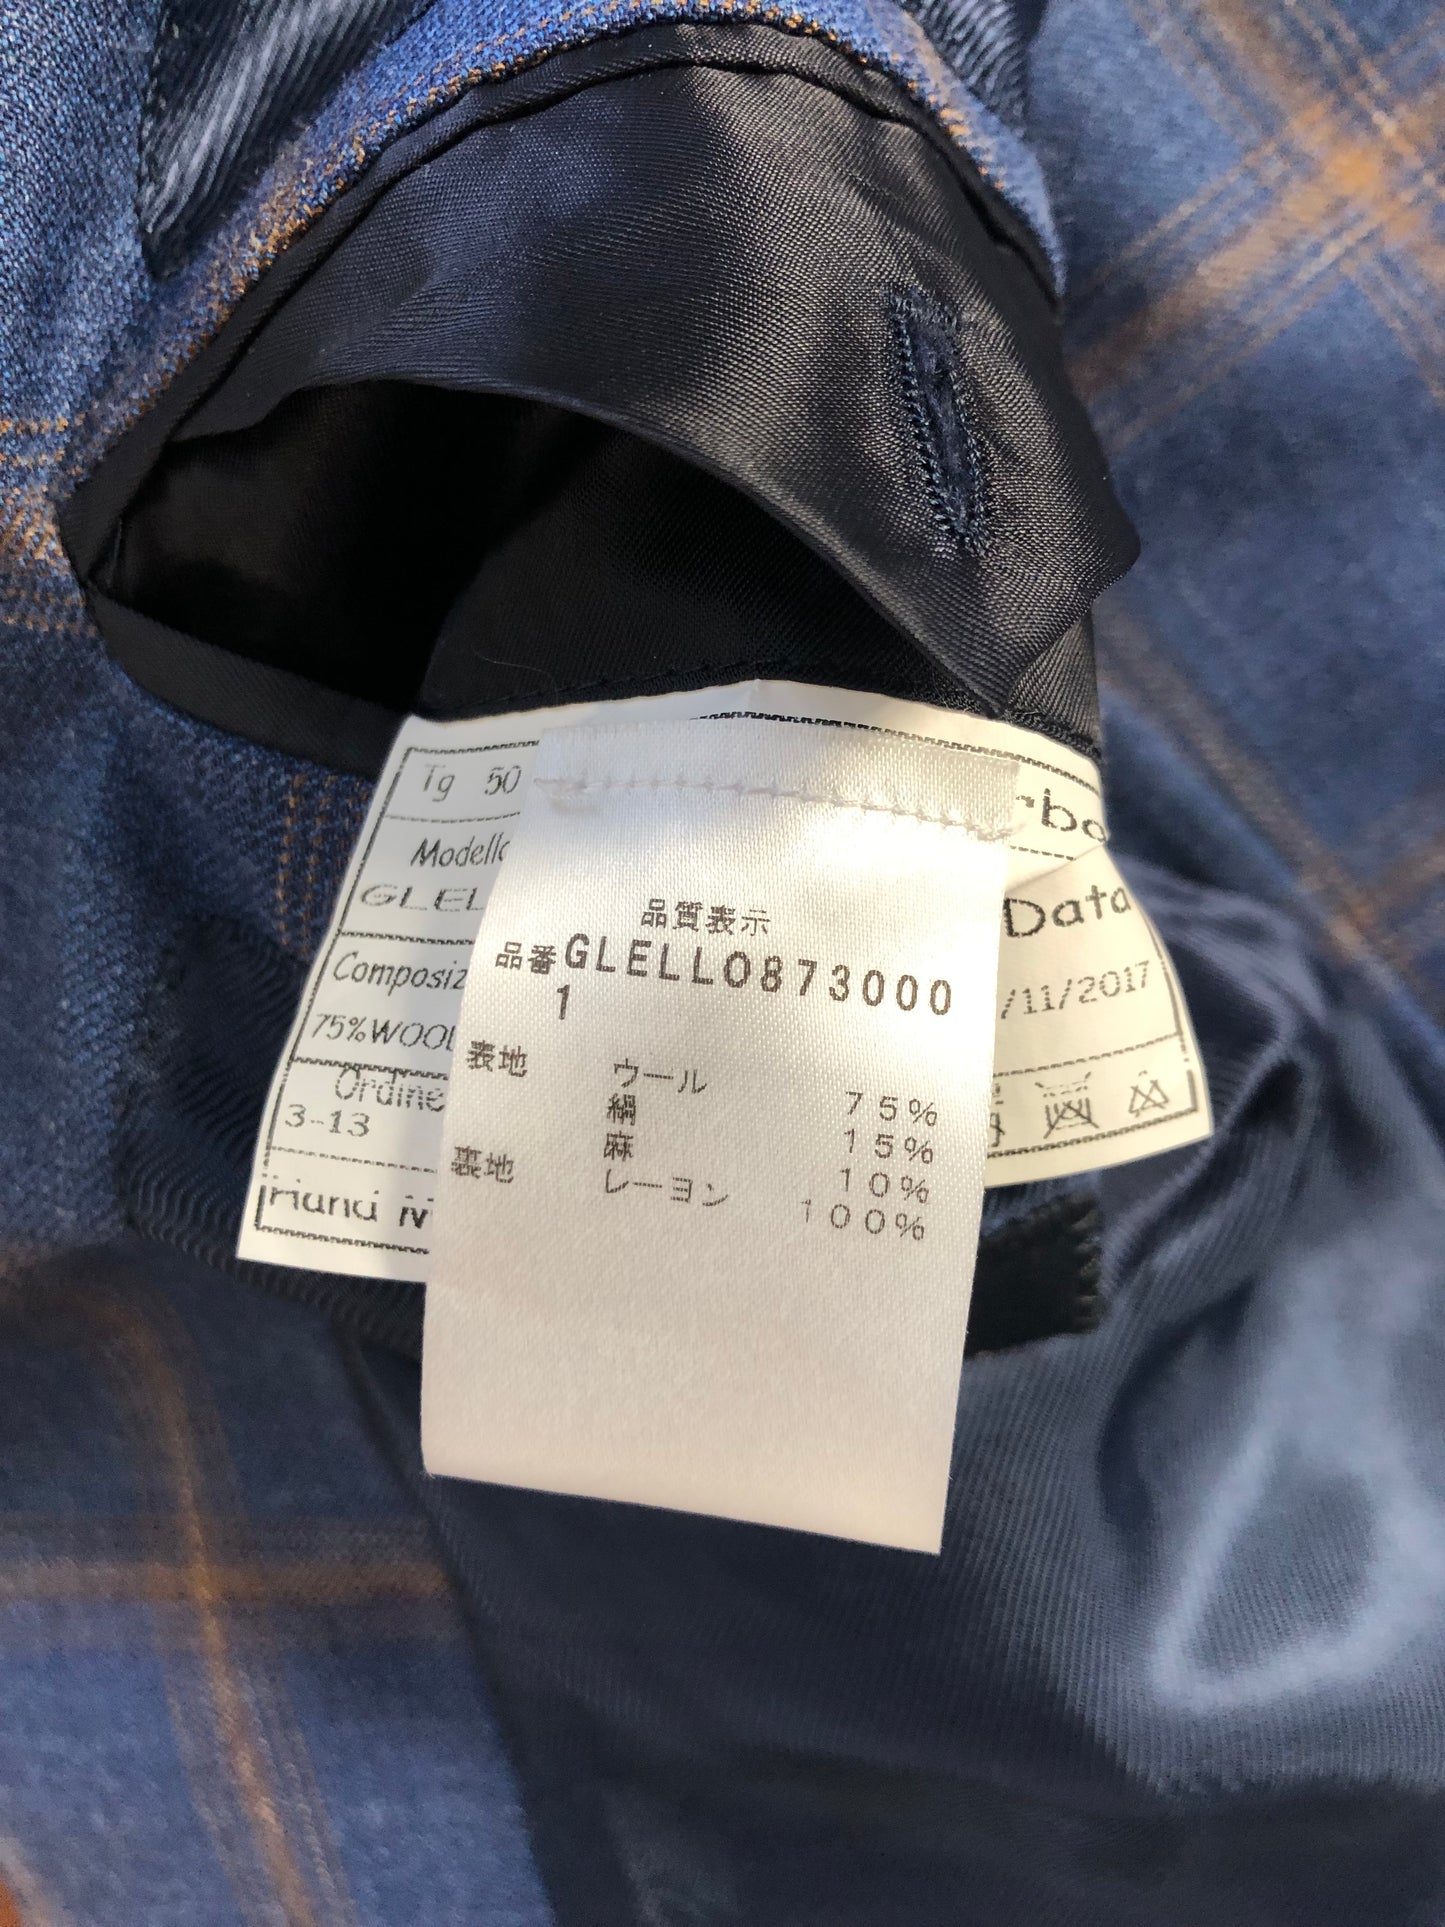 Tg 50
Modello
GLEL
Data
/11/2017
75%WOOL
Ordine
3-13
品質表示
品番GLELLO873000
1
表地 ウール 75%
絹 15%
麻 10%
裏地 レーヨン 100%